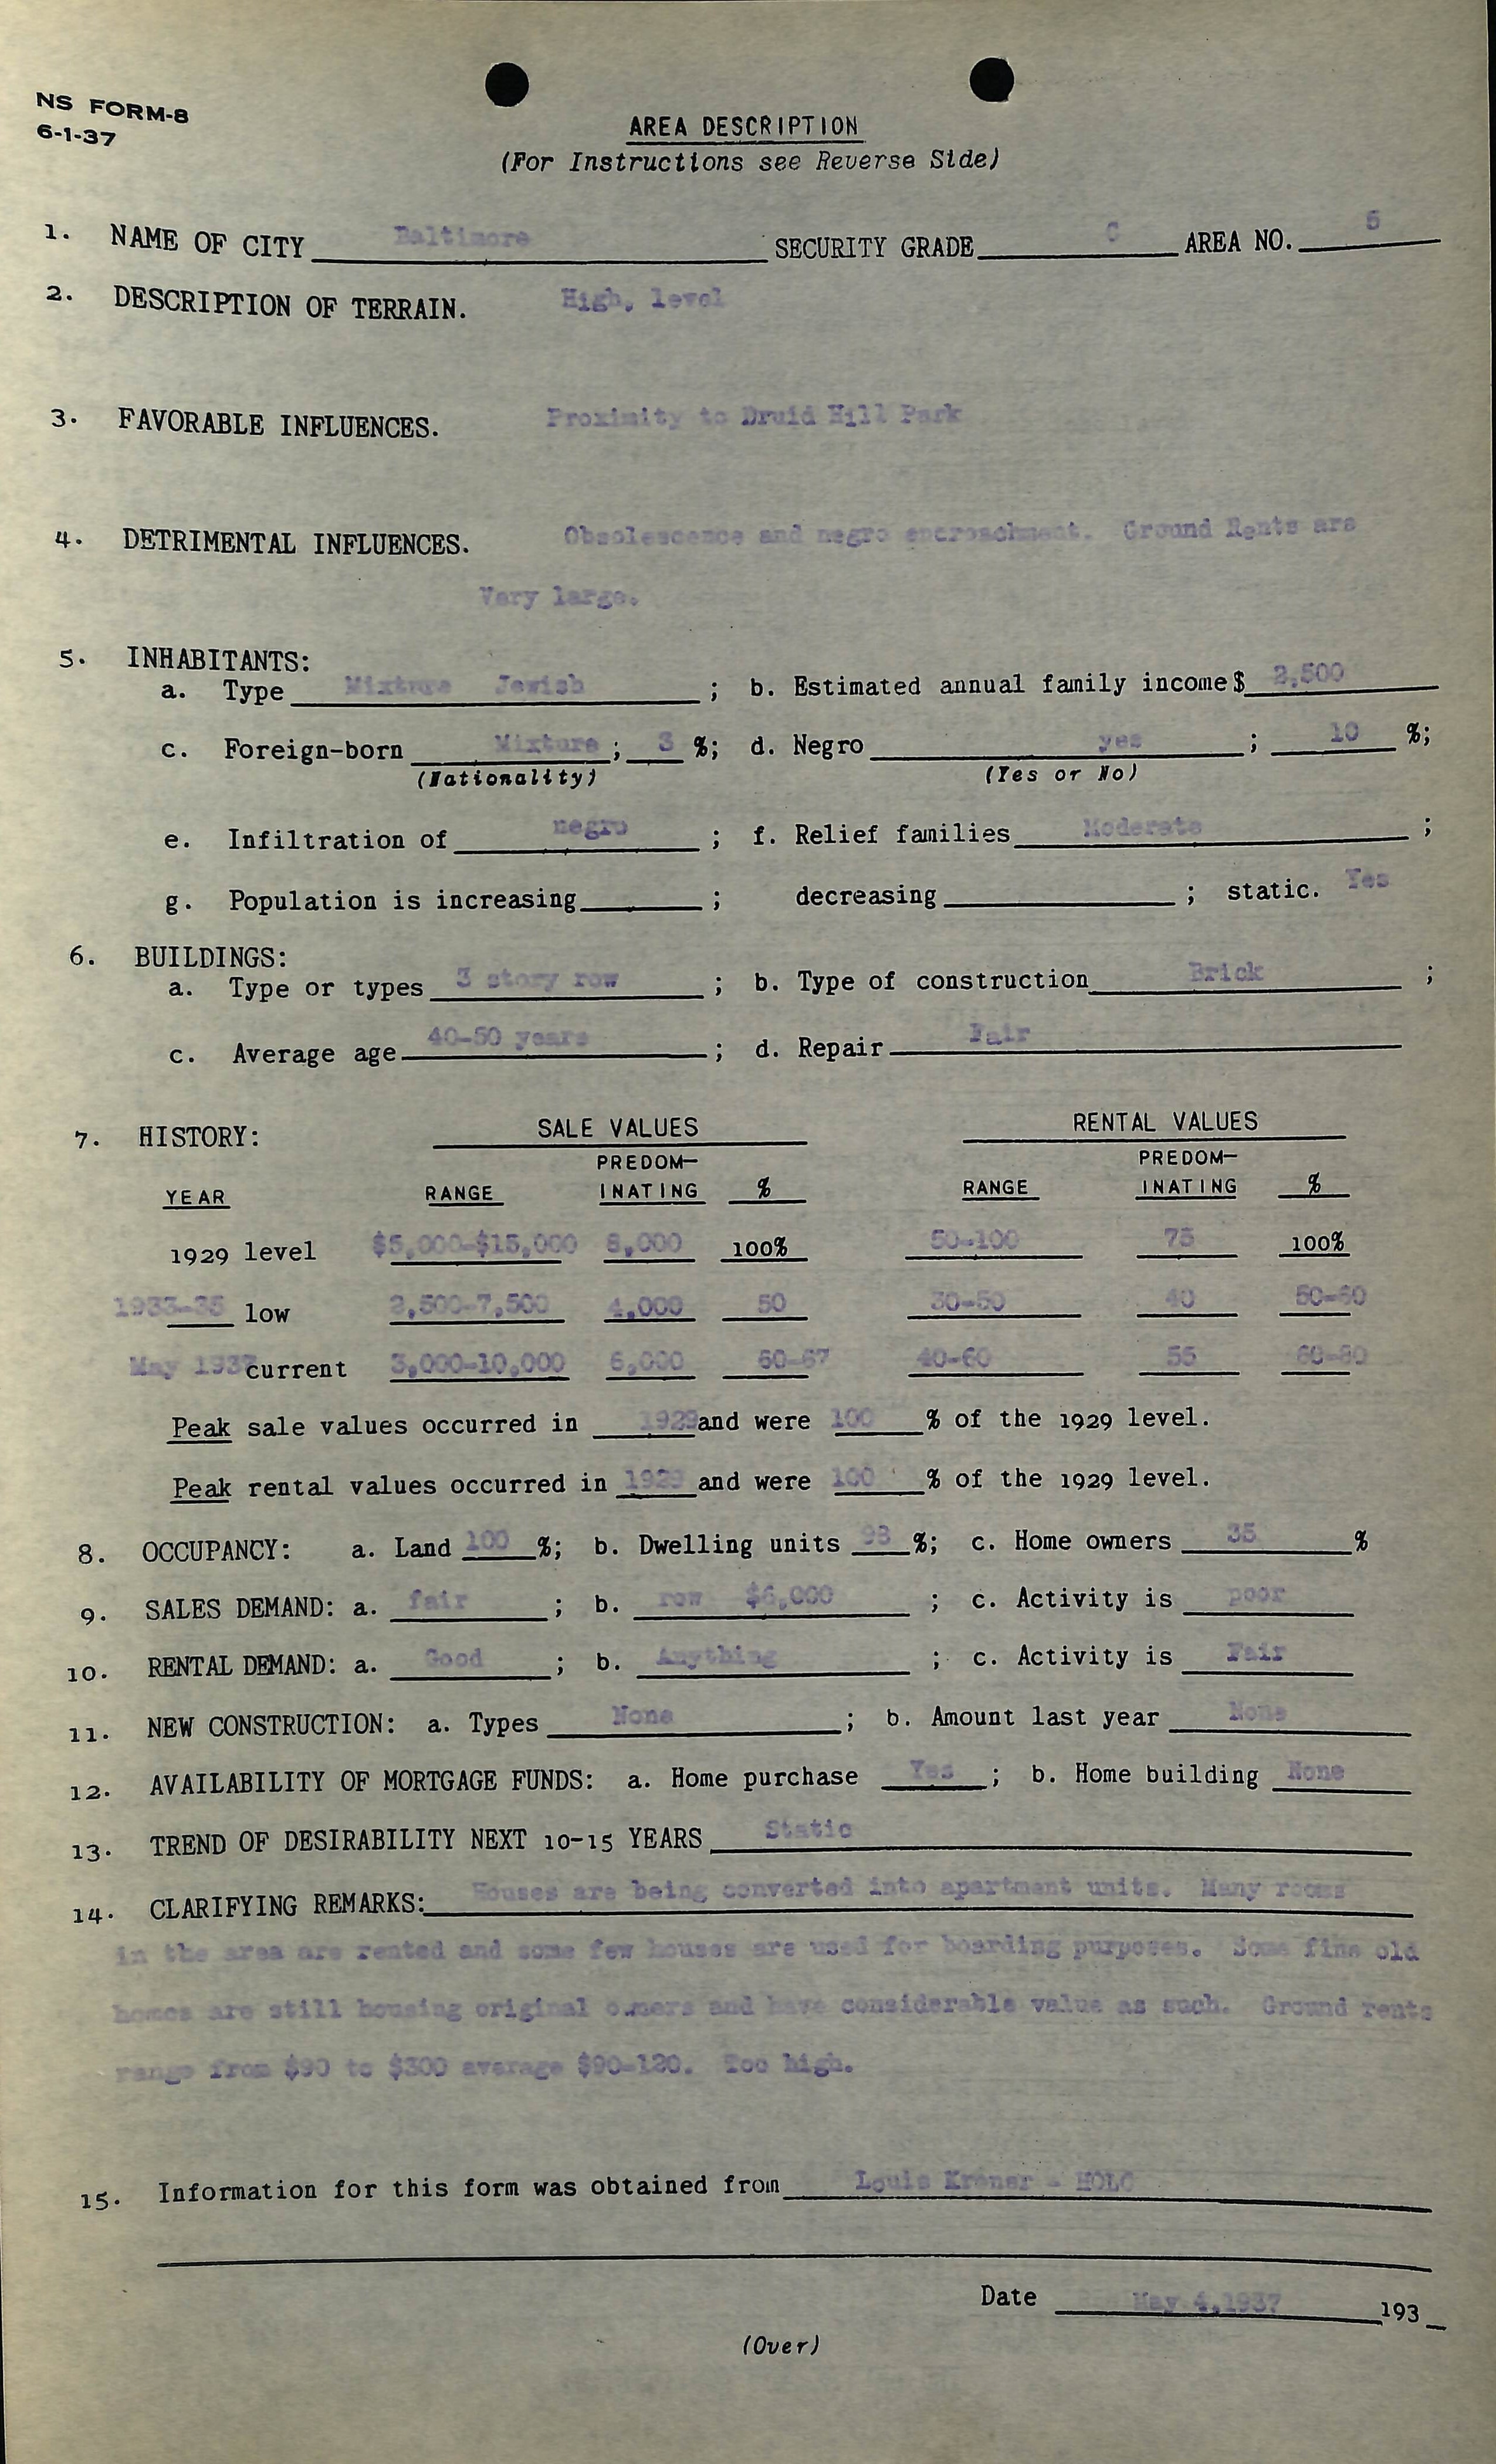 NS FORM-8
6-1-37
AREA DESCRIPTION
(For Instructions see Reverse Side)
1. NAME OF CITY Baltimore SECURITY GRADE C AREA NO. 5
2. DESCRIPTION OF TERRAIN. High, level
3. FAVORABLE INFLUENCES. Proximity to Druid Hill Park
4. DETRIMENTAL INFLUENCES. Obsolescence and negro encroachment. Ground Rents are
Very large.
5. INHABITANTS:
a. Type Mixture Jewish ; b. Estimated annual family income $ 2,500
c. Foreign-born Mixture ; 3 %; d. Negro yes ; 10 %;
(Nationality) (Yes or No)
e. Infiltration of negro ; f. Relief families Moderate ;
g. Population is increasing ; decreasing ; static. Yes
6. BUILDINGS:
a. Type or types 3 story row ; b. Type of construction Brick ;
c. Average age 40-50 years ; d. Repair Fair
7. HISTORY: SALE VALUES RENTAL VALUES
PREDOM- PREDOM-
YEAR RANGE INATING % RANGE INATING %
1929 level $5,000-$15,000 8,000 100% 50-100 75 100%
1933-35 low 2,500-7,500 4,000 50 30-50 40 50-60
May 1937 current 3,000-10,000 6,000 60-67 40-60 55 60-80
Peak sale values occurred in 1929 and were 100 % of the 1929 level.
Peak rental values occurred in 1929 and were 100 % of the 1929 level.
8. OCCUPANCY: a. Land 100 %; b. Dwelling units 98 %; c. Home owners 35 %
9. SALES DEMAND: a. fair ; b. row $6,000 ; c. Activity is poor
10. RENTAL DEMAND: a. Good ; b. Anything ; c. Activity is Fair
11. NEW CONSTRUCTION: a. Types None ; b. Amount last year None
12. AVAILABILITY OF MORTGAGE FUNDS: a. Home purchase Yes ; b. Home building None
13. TREND OF DESIRABILITY NEXT 10-15 YEARS Static
14. CLARIFYING REMARKS: Houses are being converted into apartment units. Many rooms
in the area are rented and some few houses are used for boarding purposes. Some fine old
homes are still housing original owners and have considerable value as such. Ground rents
range from $90 to $300 average $90-120. Too high.
15. Information for this form was obtained from Louis Kramer - HOLC
Date May 4,1937 193_
(Over)